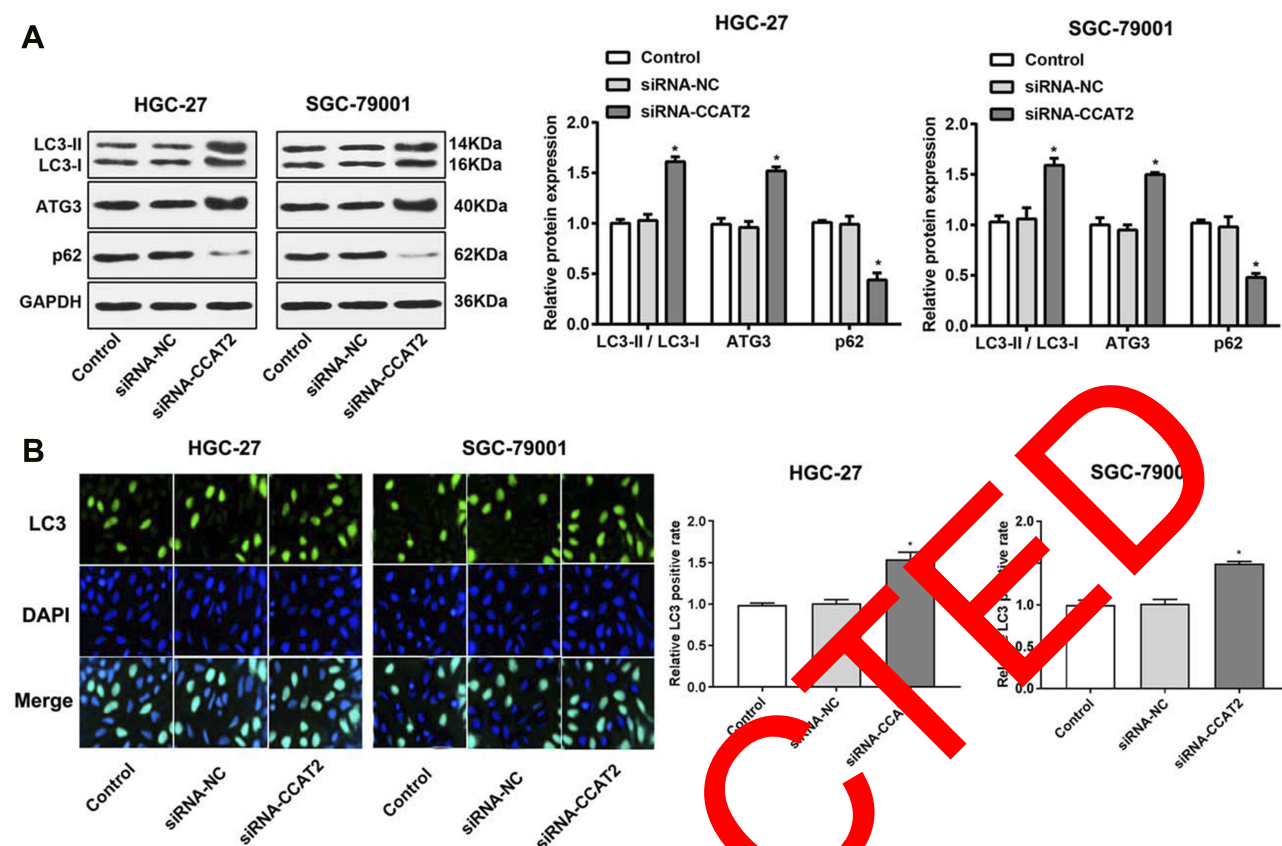 A
HGC-27
SGC-79001
LC3-II
LC3-I
14KDa
16KDa
ATG3
40KDa
p62
62KDa
GAPDH
36KDa
Control
siRNA-NC
siRNA-CCAT2
Control
siRNA-NC
siRNA-CCAT2
HGC-27
Control
siRNA-NC
siRNA-CCAT2
Relative protein expression
2.0
1.5
1.0
0.5
0.0
*
*
*
LC3-II / LC3-I
ATG3
p62
SGC-79001
Control
siRNA-NC
siRNA-CCAT2
Relative protein expression
2.0
1.5
1.0
0.5
0.0
*
*
*
LC3-II / LC3-I
ATG3
p62
B
HGC-27
SGC-79001
LC3
DAPI
Merge
Control
siRNA-NC
siRNA-CCAT2
Control
siRNA-NC
siRNA-CCAT2
HGC-27
Relative LC3 positive rate
2.0
1.5
1.0
0.5
0.0
*
Control
siRNA-NC
siRNA-CCA
SGC-7900
LC3 positive rate
2.0
1.5
1.0
0.5
0.0
*
Control
siRNA-NC
siRNA-CCAT2
CTED